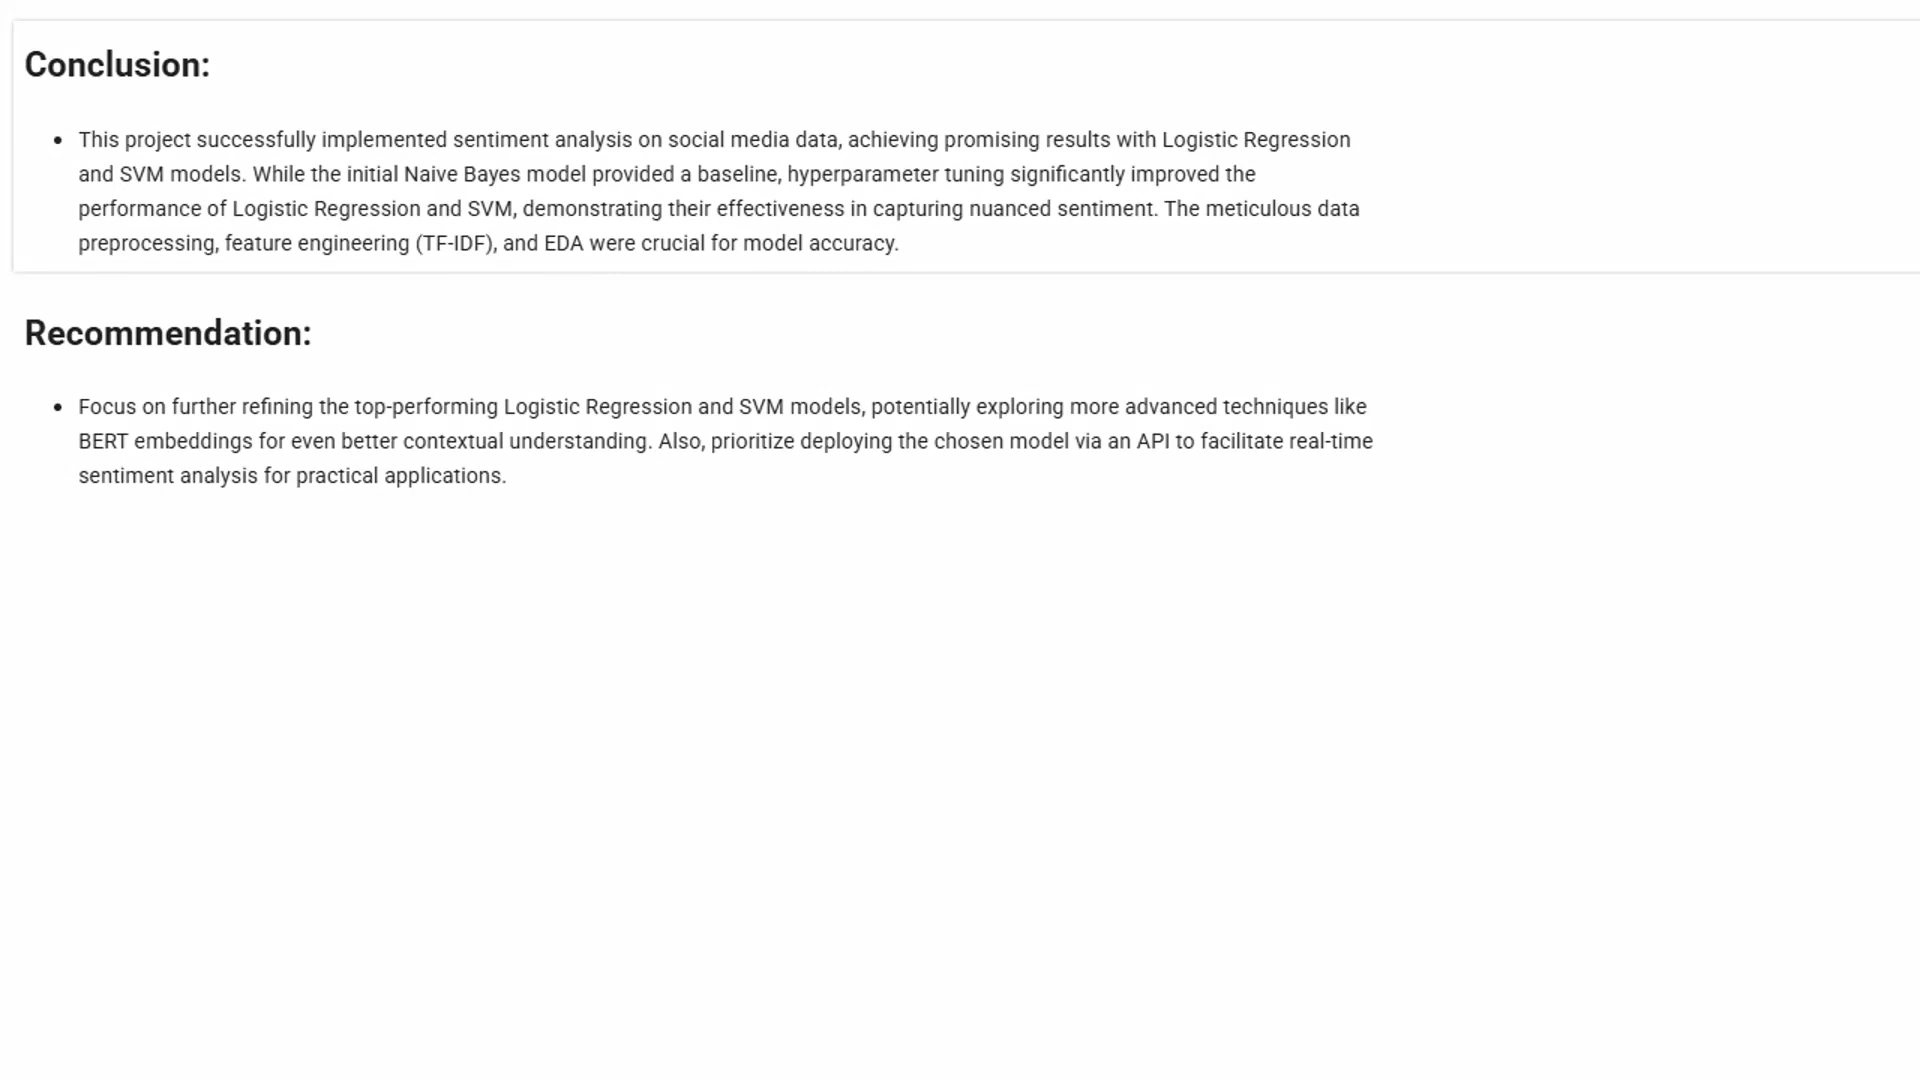 Conclusion:
• This project successfully implemented sentiment analysis on social media data, achieving promising results with Logistic Regression
and SVM models. While the initial Naive Bayes model provided a baseline, hyperparameter tuning significantly improved the
performance of Logistic Regression and SVM, demonstrating their effectiveness in capturing nuanced sentiment. The meticulous data
preprocessing, feature engineering (TF-IDF), and EDA were crucial for model accuracy.
Recommendation:
• Focus on further refining the top-performing Logistic Regression and SVM models, potentially exploring more advanced techniques like
BERT embeddings for even better contextual understanding. Also, prioritize deploying the chosen model via an API to facilitate real-time
sentiment analysis for practical applications.